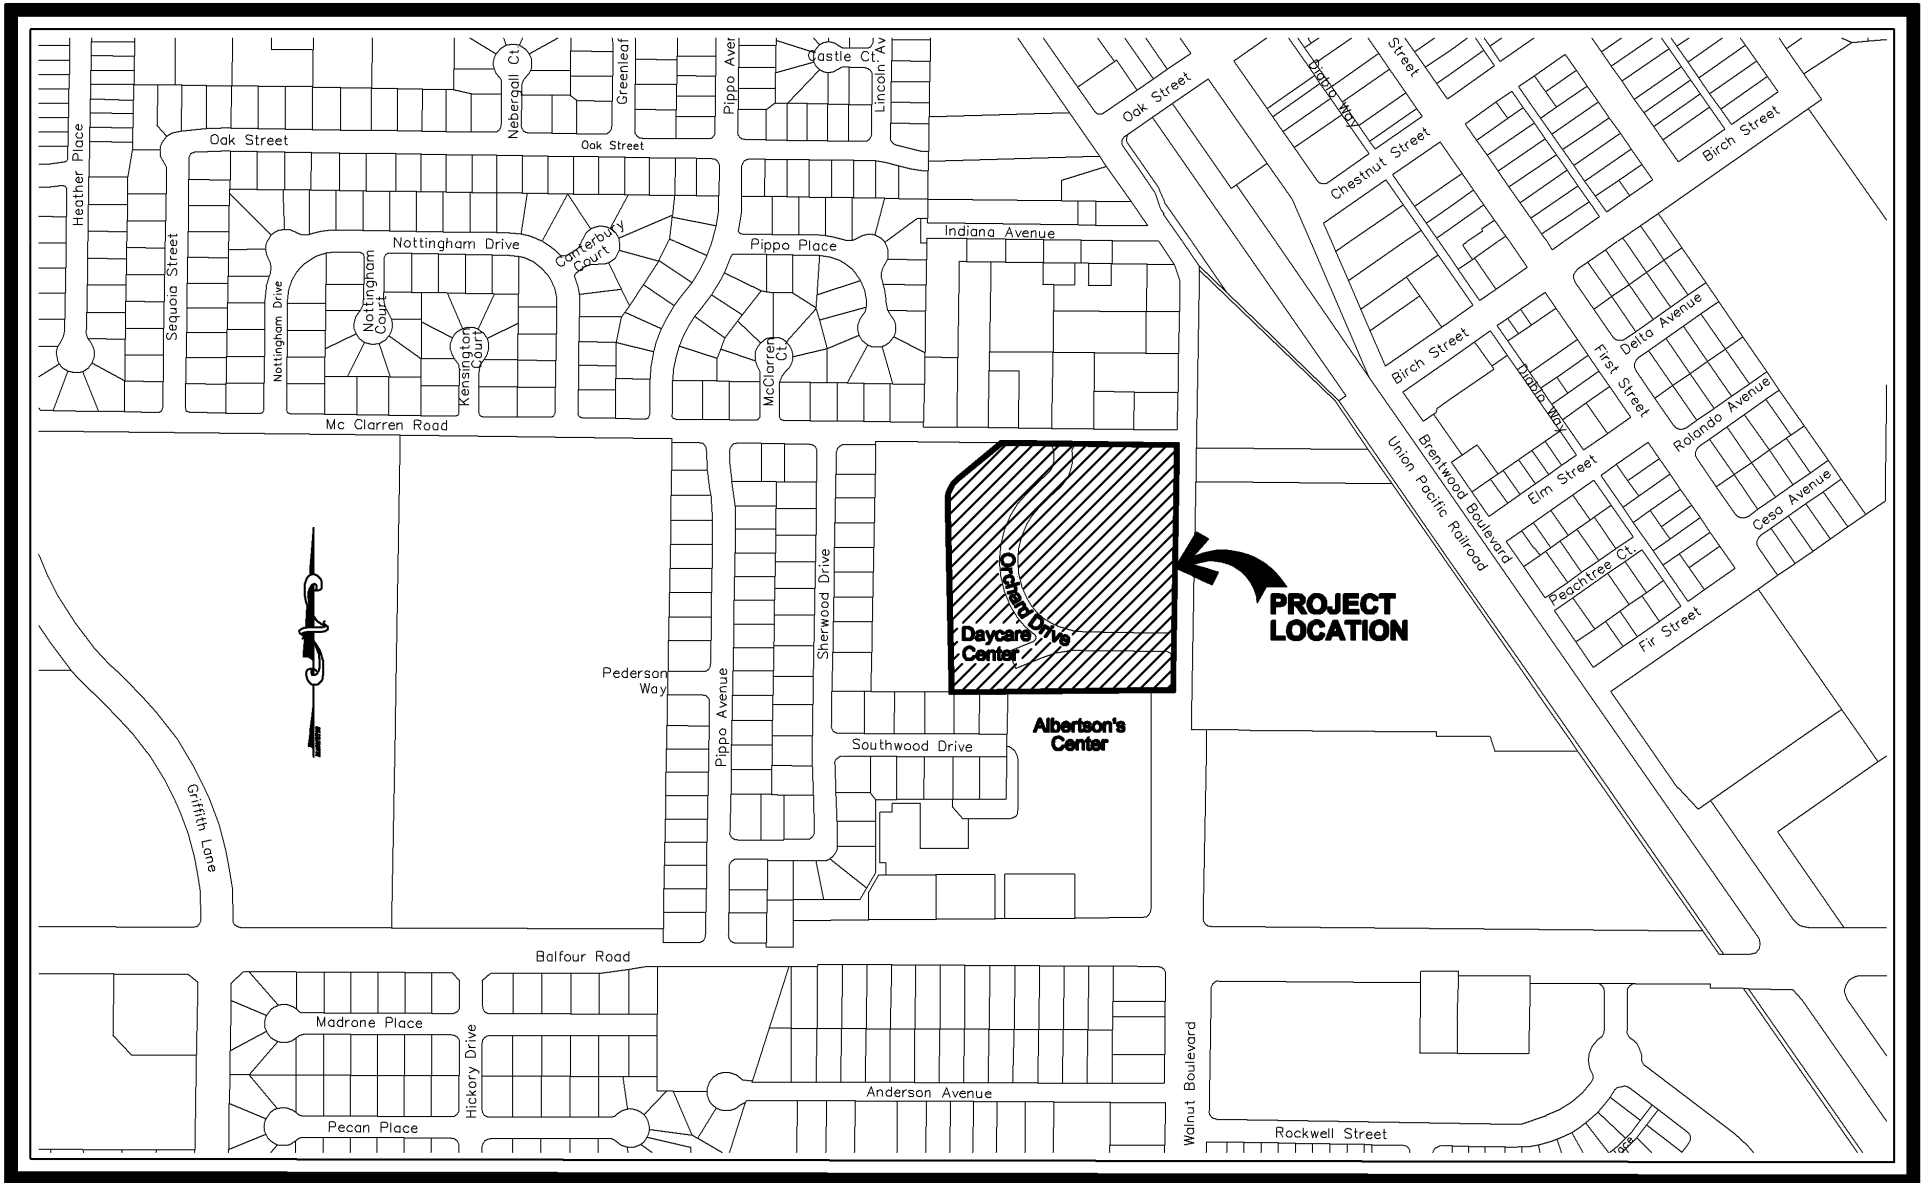 Nebergall Ct
Greenleaf
Pippo Aven
Castle Ct.
Lincoln Av
Street
Diablo Way
Oak Street
Birch Street
Heather Place
Oak Street
Oak Street
Chestnut Street
Indiana Avenue
Sequoia Street
Nottingham Drive
Canterbury
Court
Pippo Place
Nottingham
Court
Nottingham Drive
Kensington
Court
McClarren
Ct.
Delta Avenue
Birch Street
First Street
Diablo Way
Rolando Avenue
Mc Clarren Road
Union Pacific Railroad
Brentwood Boulevard
Elm Street
Cesa Avenue
Peachtree Ct.
Fir Street
Sherwood Drive
Orchard Drive
Daycare
Center
PROJECT
LOCATION
Pederson
Way
Pippo Avenue
Albertson's
Center
Southwood Drive
Griffith Lane
Balfour Road
Madrone Place
Hickory Drive
Pecan Place
Anderson Avenue
Walnut Boulevard
Rockwell Street